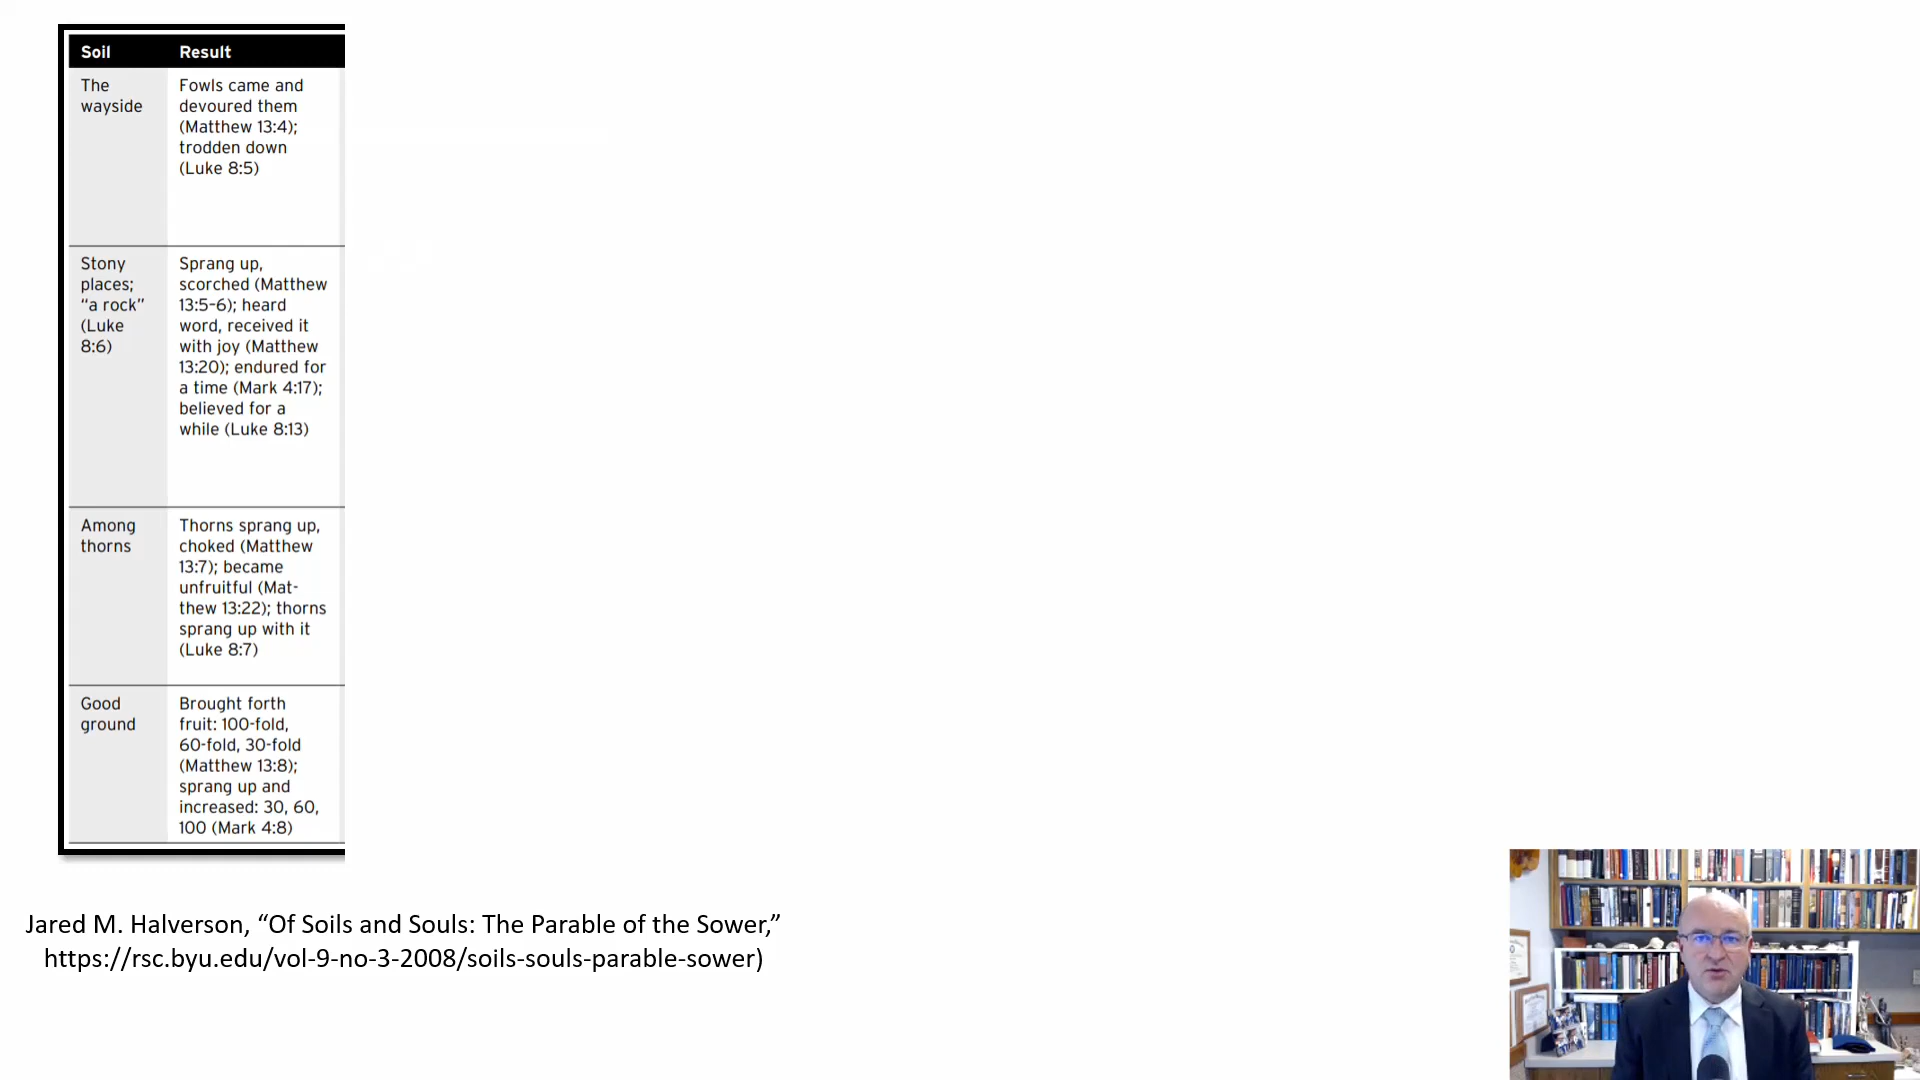 Soil Result
The Fowls came and
wayside devoured them
(Matthew 13:4);
trodden down
(Luke 8:5)
Stony Sprang up,
places; scorched (Matthew
“a rock” 13:5–6); heard
(Luke word, received it
8:6) with joy (Matthew
13:20); endured for
a time (Mark 4:17);
believed for a
while (Luke 8:13)
Among Thorns sprang up,
thorns choked (Matthew
13:7); became
unfruitful (Mat-
thew 13:22); thorns
sprang up with it
(Luke 8:7)
Good Brought forth
ground fruit: 100-fold,
60-fold, 30-fold
(Matthew 13:8);
sprang up and
increased: 30, 60,
100 (Mark 4:8)
Jared M. Halverson, “Of Soils and Souls: The Parable of the Sower,”
https://rsc.byu.edu/vol-9-no-3-2008/soils-souls-parable-sower)